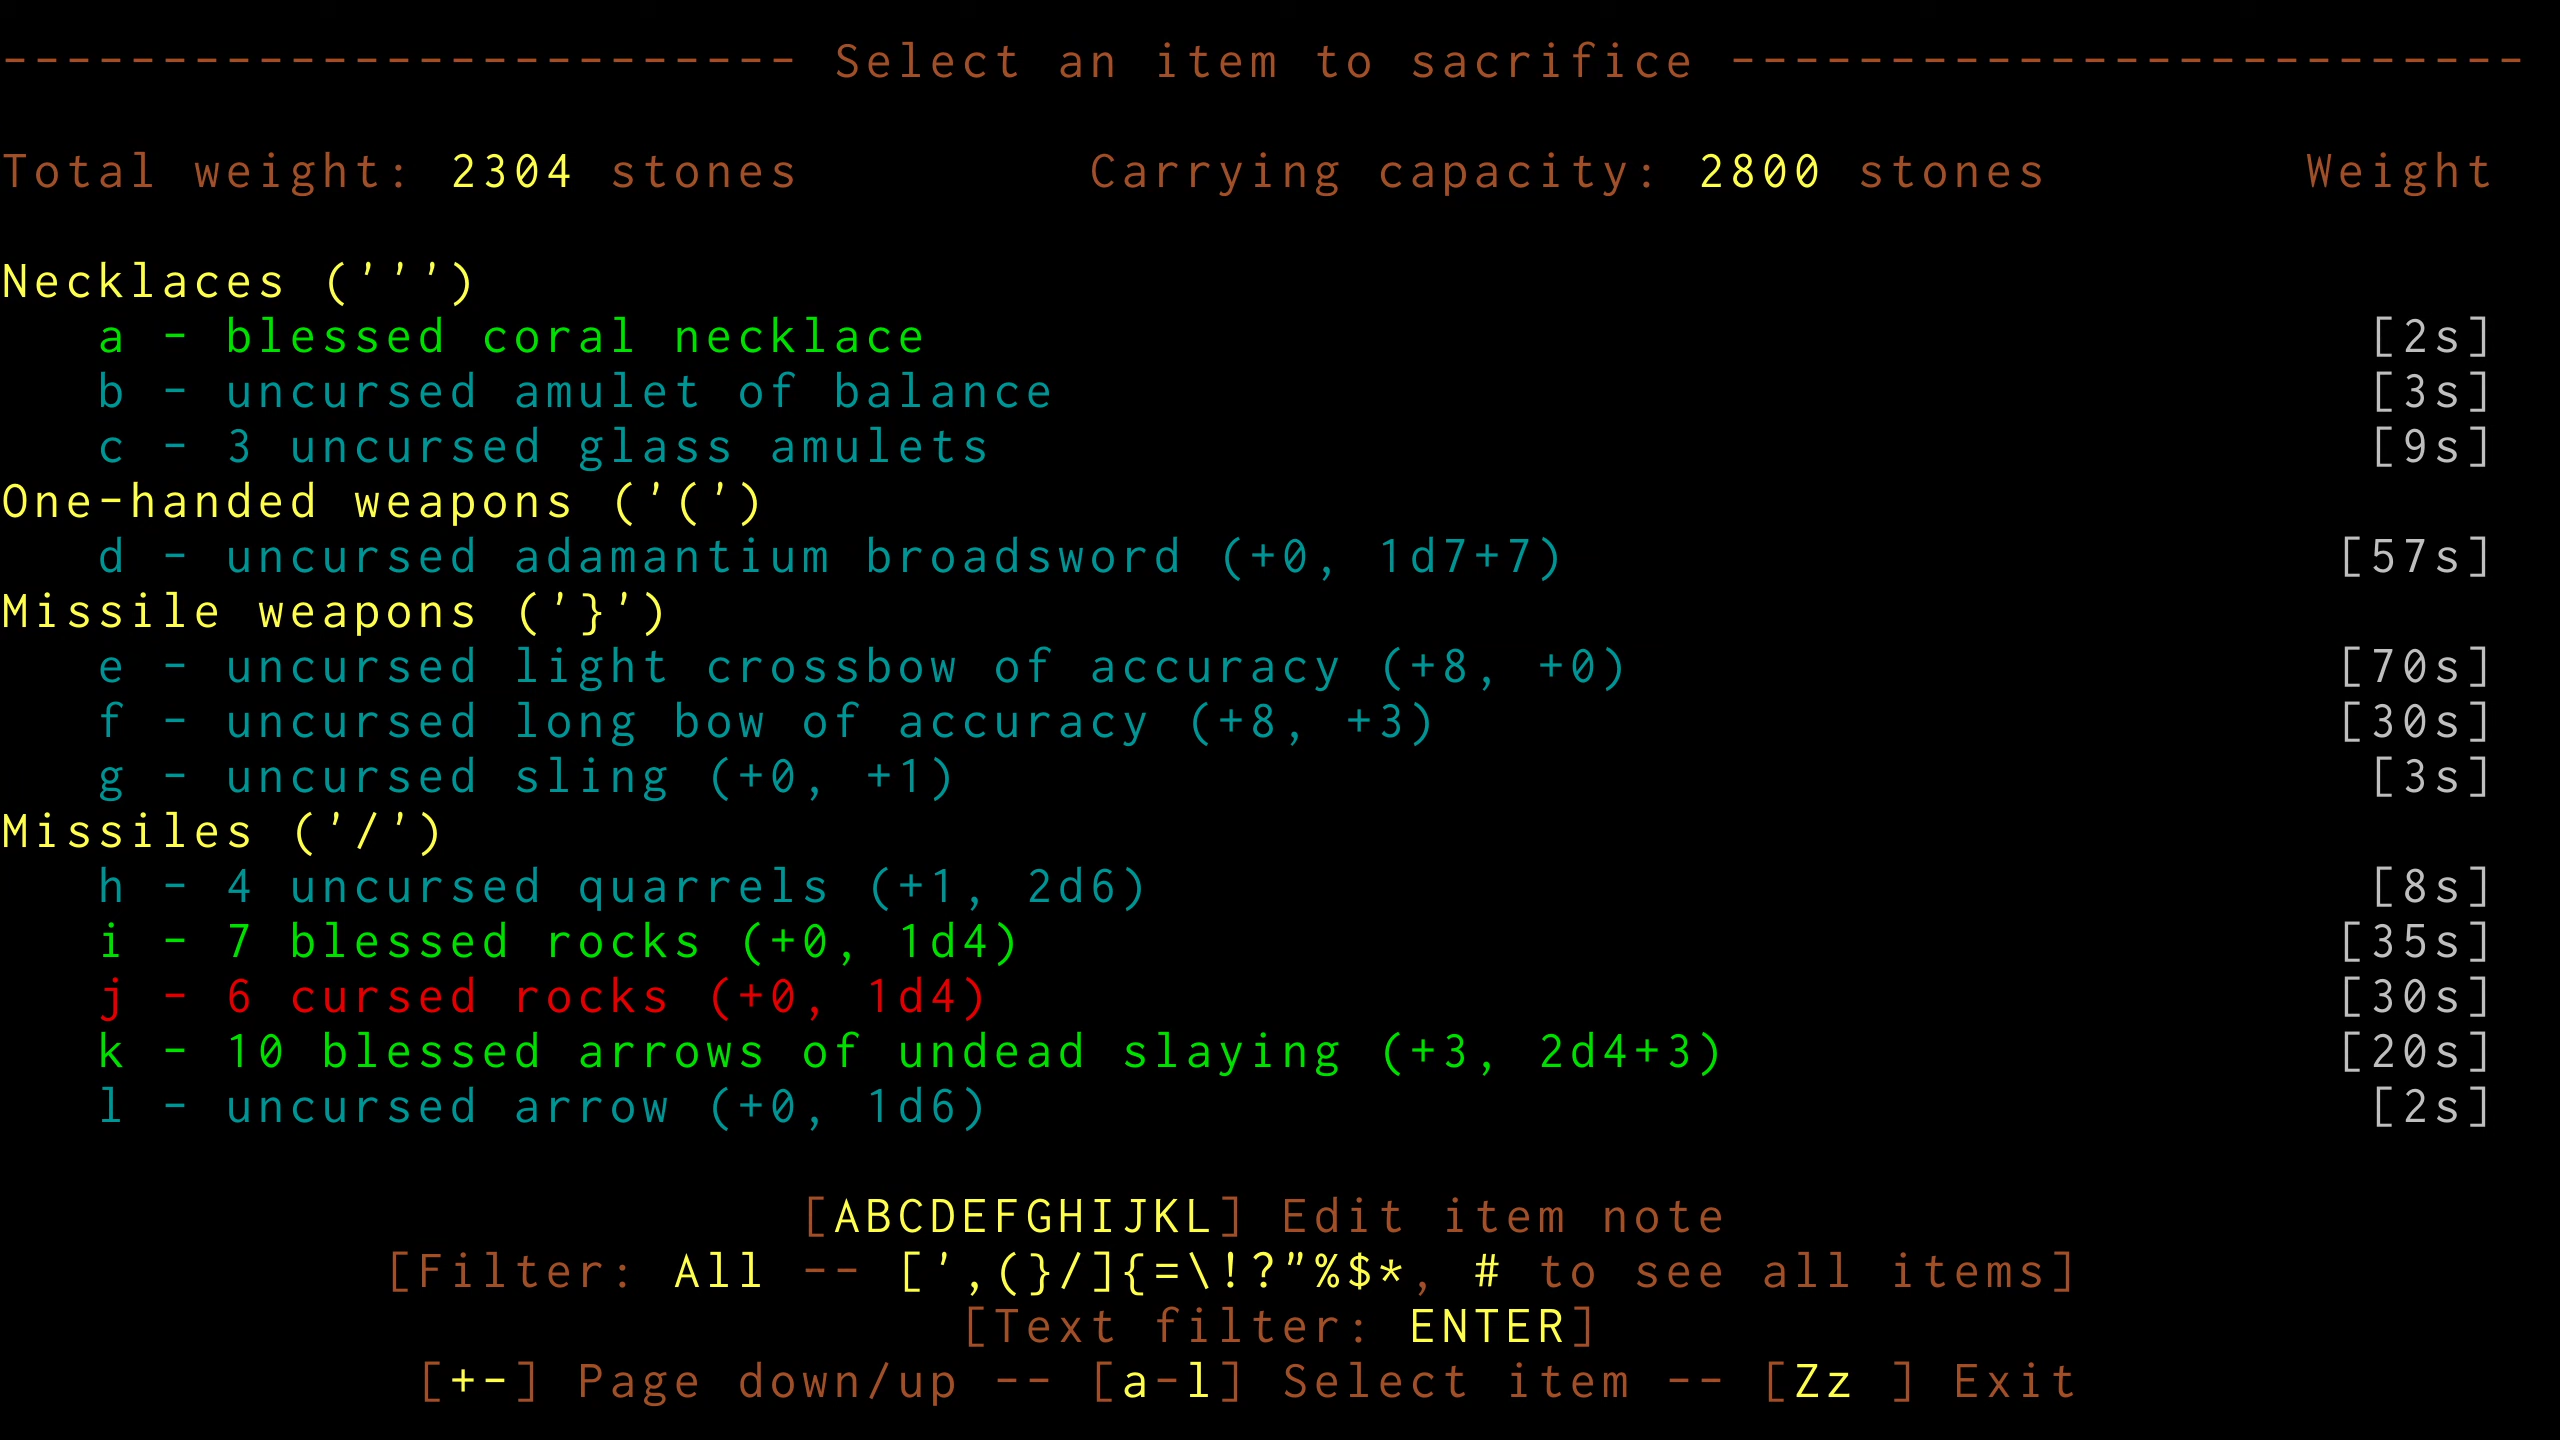 ------------------------- Select an item to sacrifice -------------------------
Total weight: 2304 stones Carrying capacity: 2800 stones Weight
Necklaces (''')
a - blessed coral necklace [2s]
b - uncursed amulet of balance [3s]
c - 3 uncursed glass amulets [9s]
One-handed weapons ('(')
d - uncursed adamantium broadsword (+0, 1d7+7) [57s]
Missile weapons ('}')
e - uncursed light crossbow of accuracy (+8, +0) [70s]
f - uncursed long bow of accuracy (+8, +3) [30s]
g - uncursed sling (+0, +1) [3s]
Missiles ('/')
h - 4 uncursed quarrels (+1, 2d6) [8s]
i - 7 blessed rocks (+0, 1d4) [35s]
j - 6 cursed rocks (+0, 1d4) [30s]
k - 10 blessed arrows of undead slaying (+3, 2d4+3) [20s]
l - uncursed arrow (+0, 1d6) [2s]
[ABCDEFGHIJKL] Edit item note
[Filter: All -- [',(}/]{=\!?"%$*, # to see all items]
[Text filter: ENTER]
[+-] Page down/up -- [a-l] Select item -- [Zz ] Exit